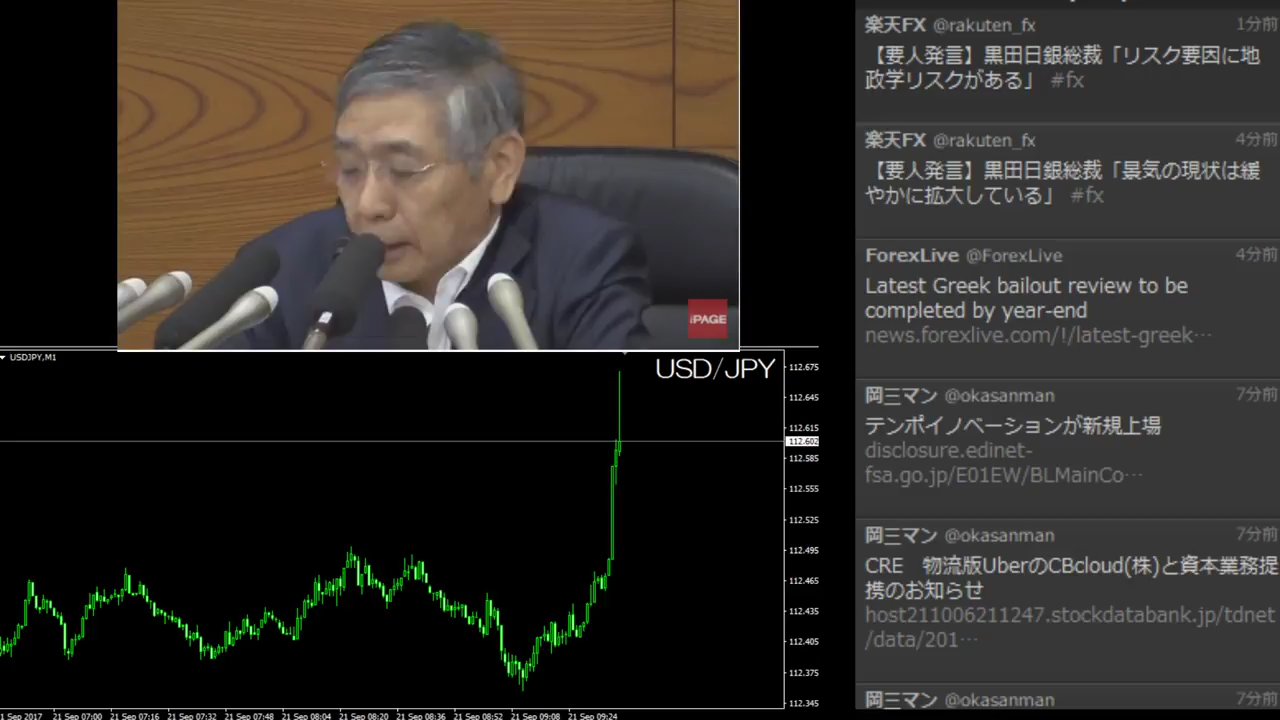 iPAGE
USDJPY,M1
USD/JPY
112.675
112.645
112.615
112.602
112.585
112.555
112.525
112.495
112.465
112.435
112.405
112.375
112.345
1 Sep 2017
21 Sep 07:00
21 Sep 07:16
21 Sep 07:32
21 Sep 07:48
21 Sep 08:04
21 Sep 08:20
21 Sep 08:36
21 Sep 08:52
21 Sep 09:08
21 Sep 09:24
楽天FX @rakuten_fx 1分前
【要人発言】黒田日銀総裁「リスク要因に地
政学リスクがある」 #fx
楽天FX @rakuten_fx 4分前
【要人発言】黒田日銀総裁「景気の現状は緩
やかに拡大している」 #fx
ForexLive @ForexLive 4分前
Latest Greek bailout review to be
completed by year-end
news.forexlive.com/!/latest-greek…
岡三マン @okasanman 7分前
テンポイノベーションが新規上場
disclosure.edinet-
fsa.go.jp/E01EW/BLMainCo…
岡三マン @okasanman 7分前
CRE　物流版UberのCBcloud(株)と資本業務提
携のお知らせ
host211006211247.stockdatabank.jp/tdnet
/data/201…
岡三マン @okasanman 7分前